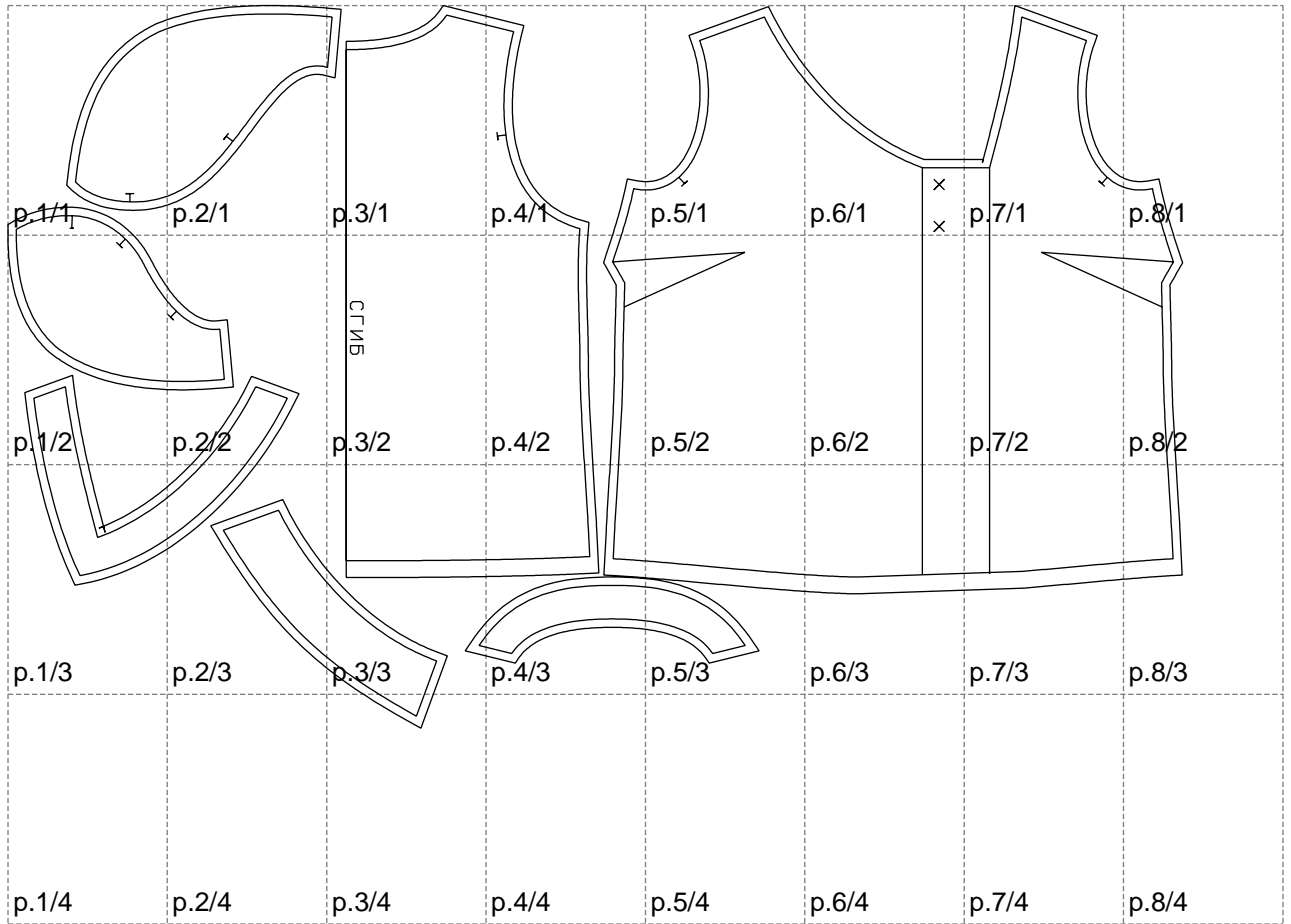 p.1/1 p.2/1 p.3/1 p.4/1 p.5/1 p.6/1 p.7/1 p.8/1
СГИБ
p.1/2 p.2/2 p.3/2 p.4/2 p.5/2 p.6/2 p.7/2 p.8/2
p.1/3 p.2/3 p.3/3 p.4/3 p.5/3 p.6/3 p.7/3 p.8/3
p.1/4 p.2/4 p.3/4 p.4/4 p.5/4 p.6/4 p.7/4 p.8/4